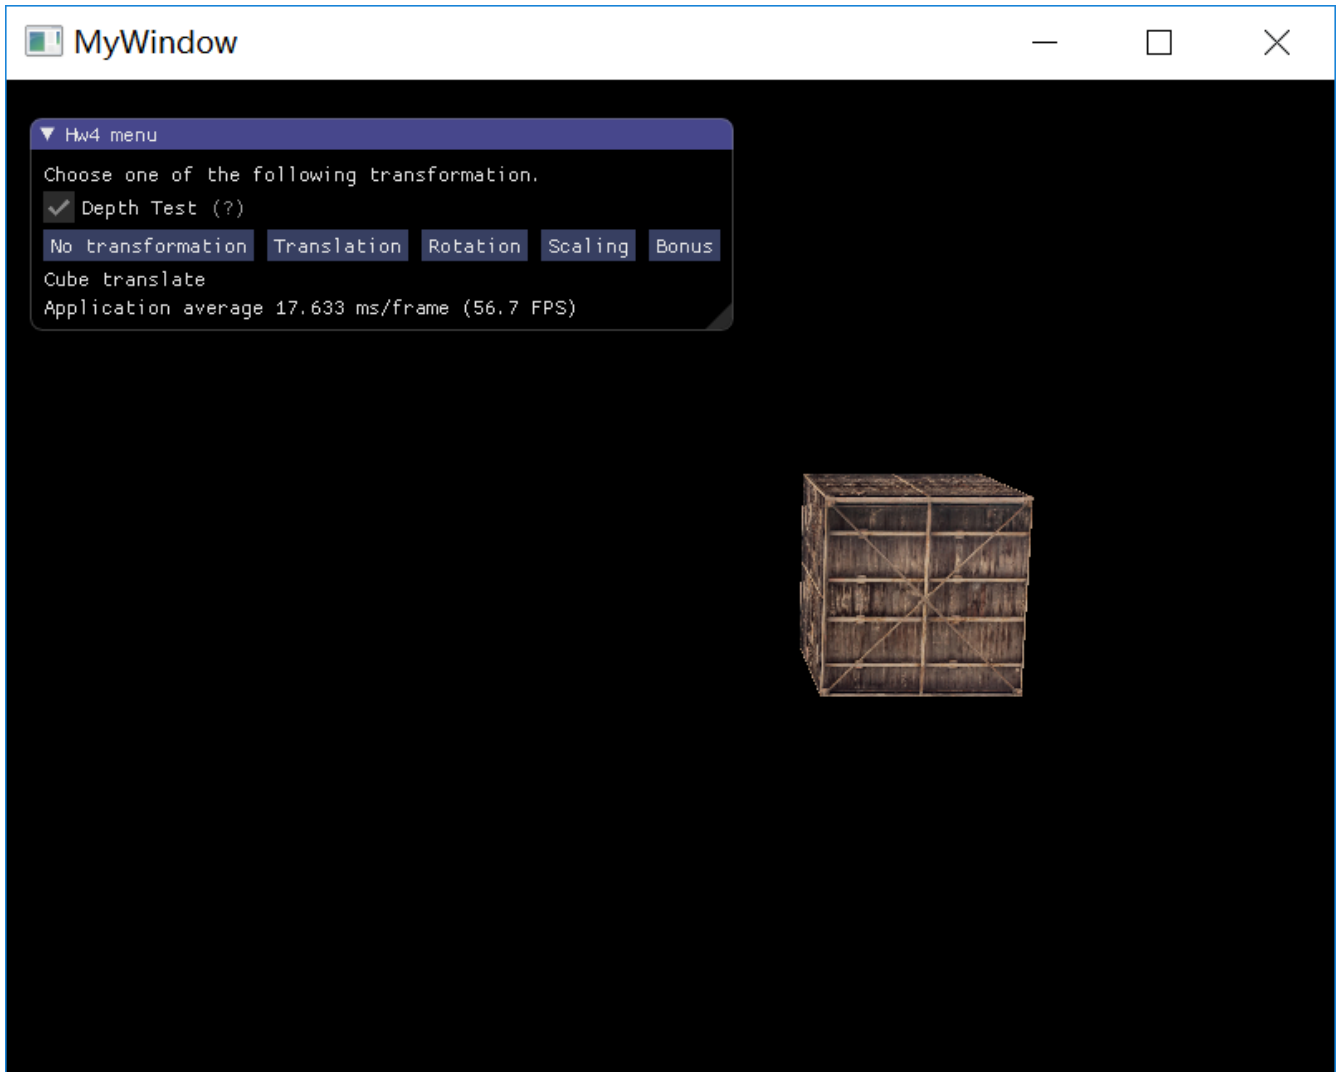 MyWindow
Hw4 menu
Choose one of the following transformation.
Depth Test (?)
No transformation Translation Rotation Scaling Bonus
Cube translate
Application average 17.633 ms/frame (56.7 FPS)